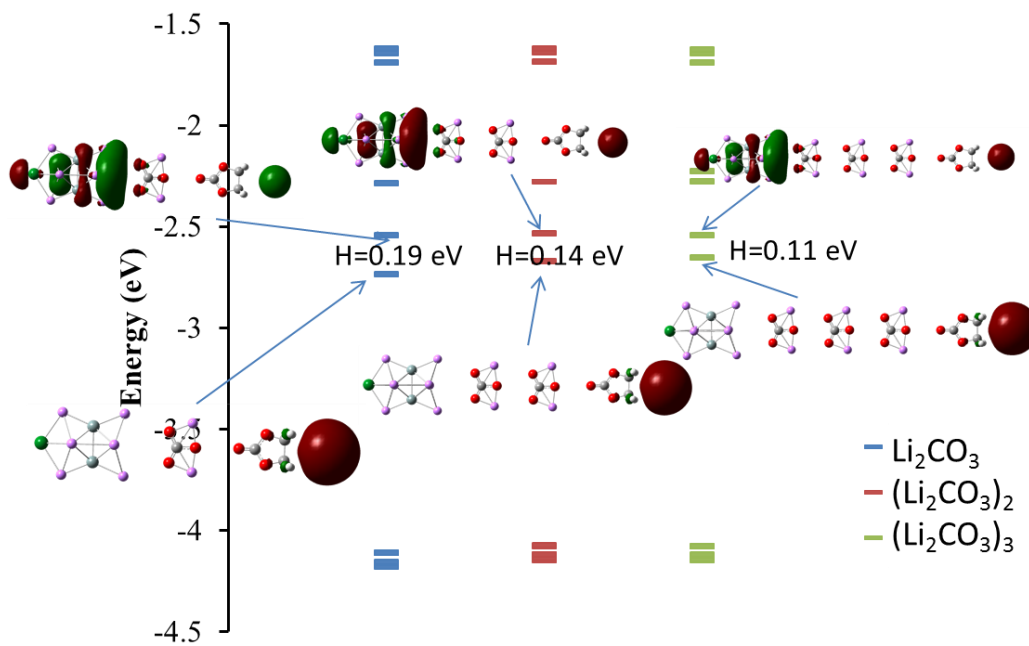 -1.5
-2
-2.5
-3
-3.5
-4
-4.5
Energy (eV)
H=0.19 eV
H=0.14 eV
H=0.11 eV
Li₂CO₃
(Li₂CO₃)₂
(Li₂CO₃)₃